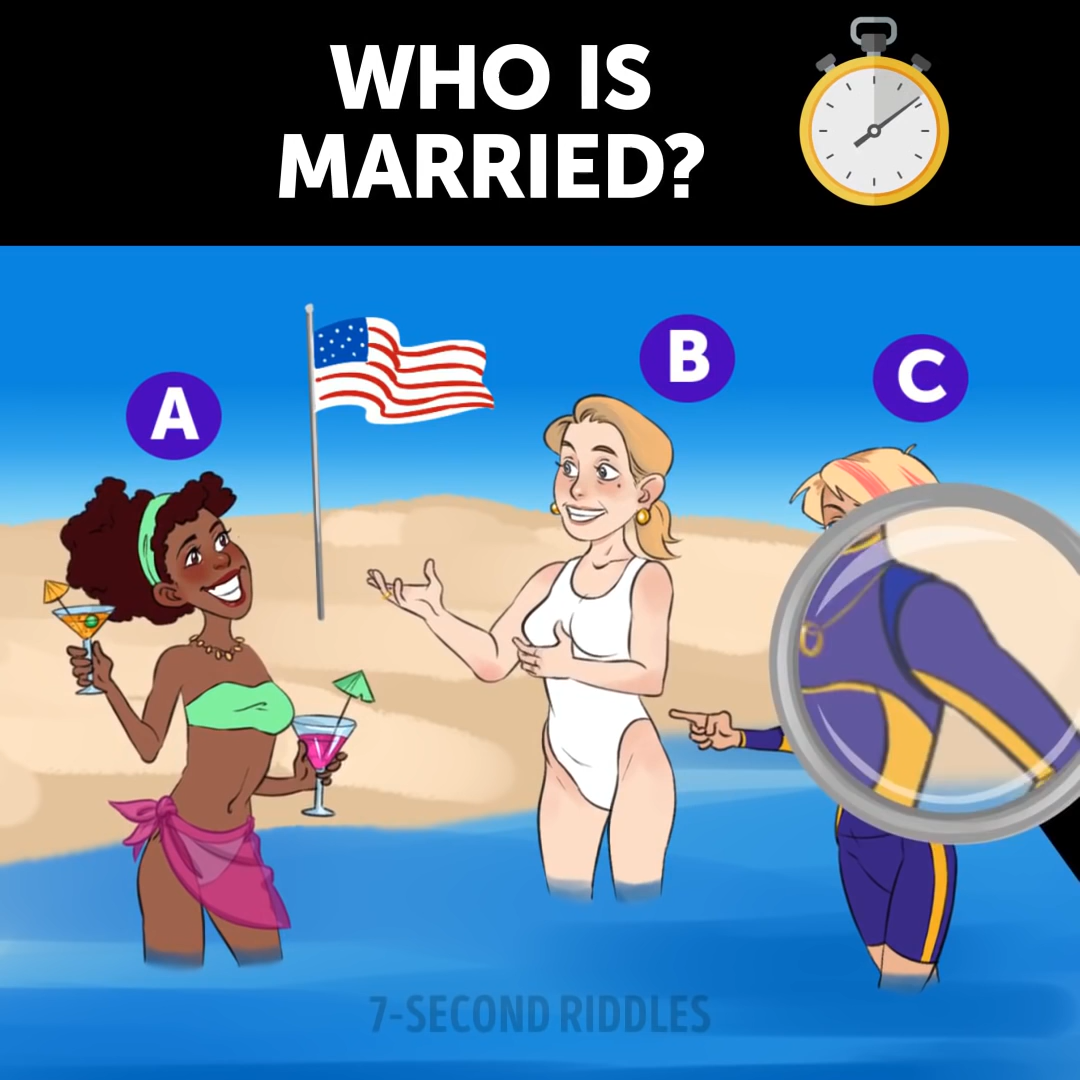 WHO IS
MARRIED?
A
B
C
7-SECOND RIDDLES